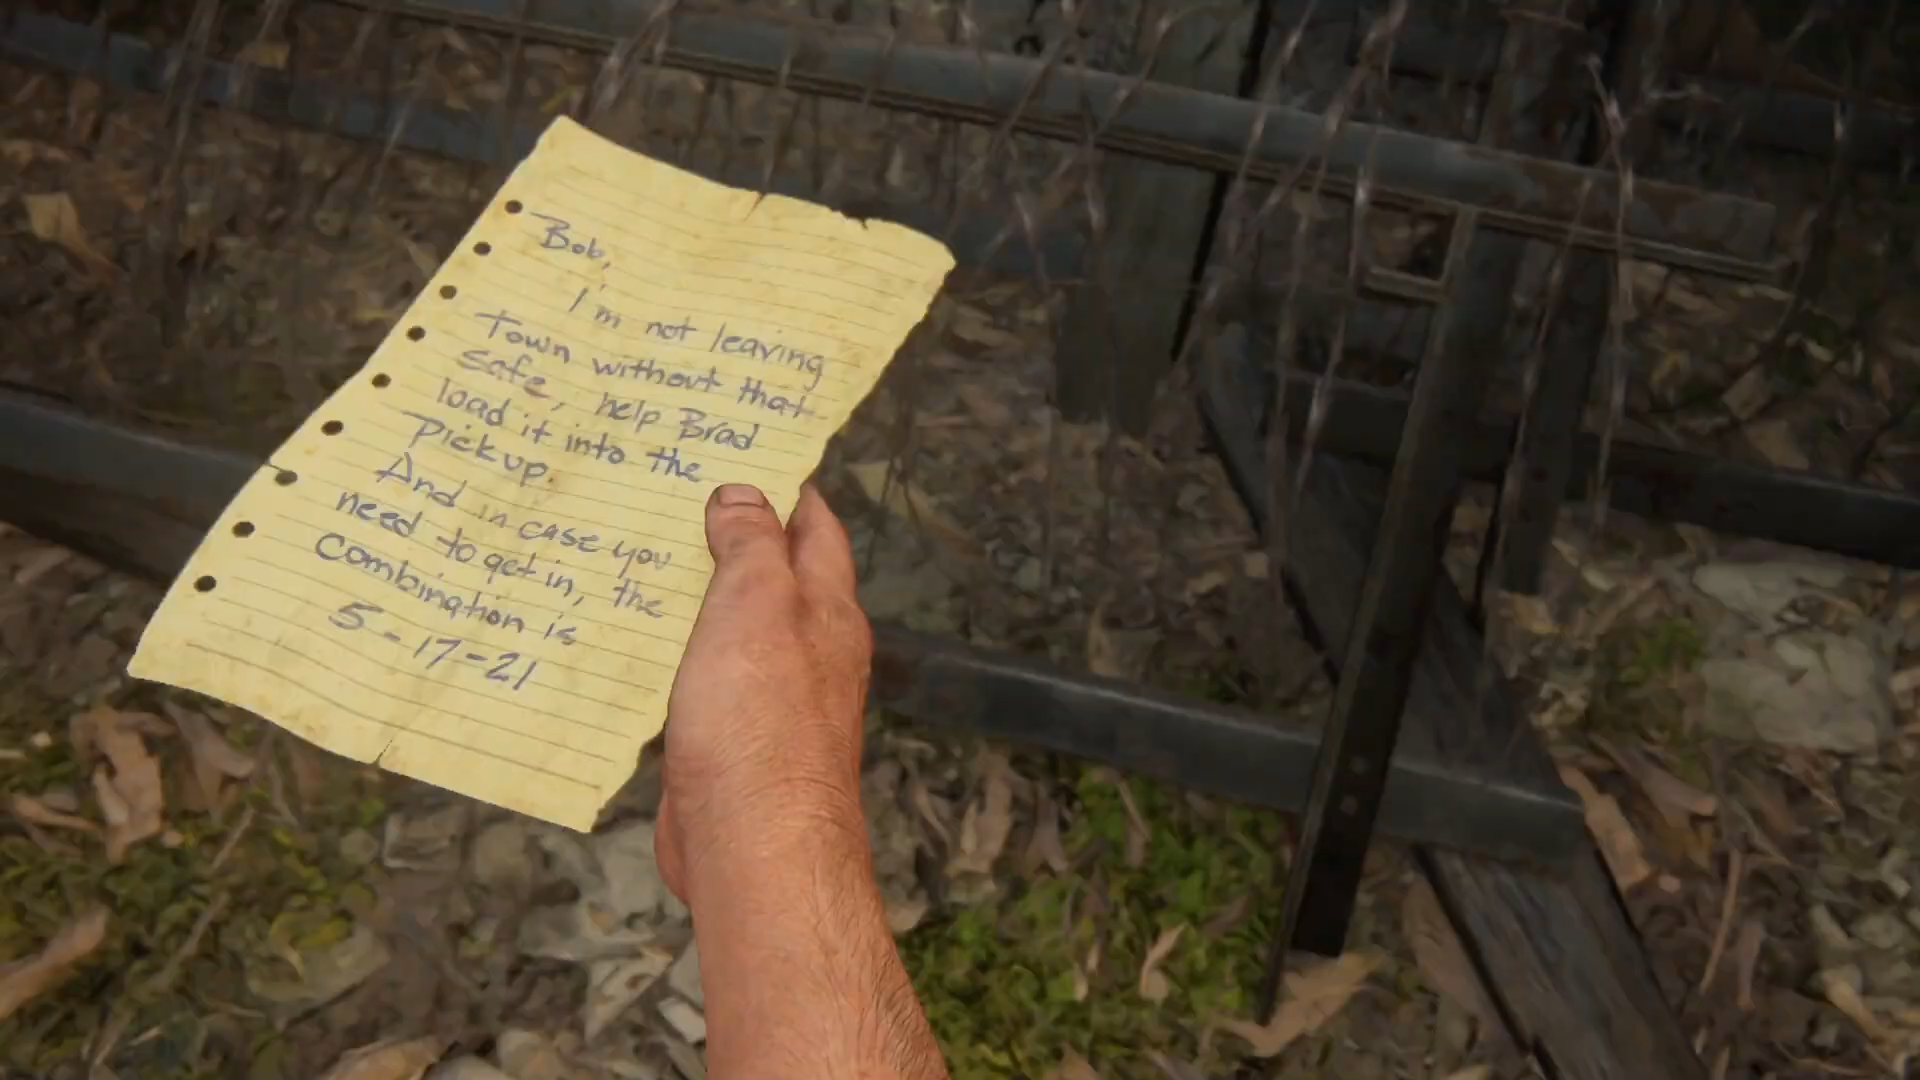 Bob,
I'm not leaving
Town without that
safe, help Brad
load it into the
Pickup.
And in case you
need to get in, the
combination is
5-17-21